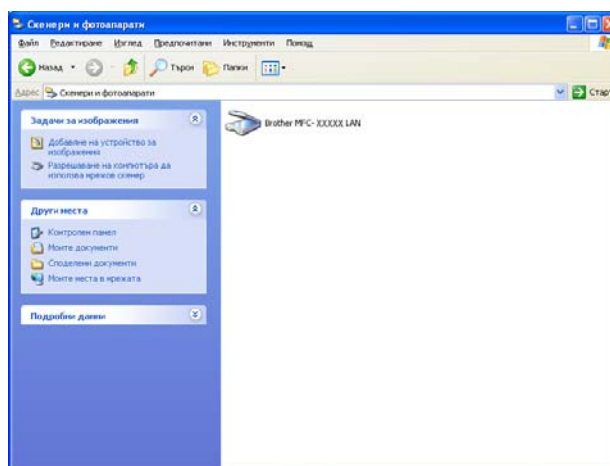 Скенери и фотоапарати
Файл Редактиране Изглед Предпочитани Инструменти Помощ
Назад Търси Папки
Адрес Скенери и фотоапарати Старт
Задачи за изображения
Добавяне на устройство за
изображения
Разрешаване на компютъра да
използва мрежов скенер
Други места
Контролен панел
Моите документи
Споделени документи
Моите места в мрежата
Подробни данни
Brother MFC-XXXXX LAN